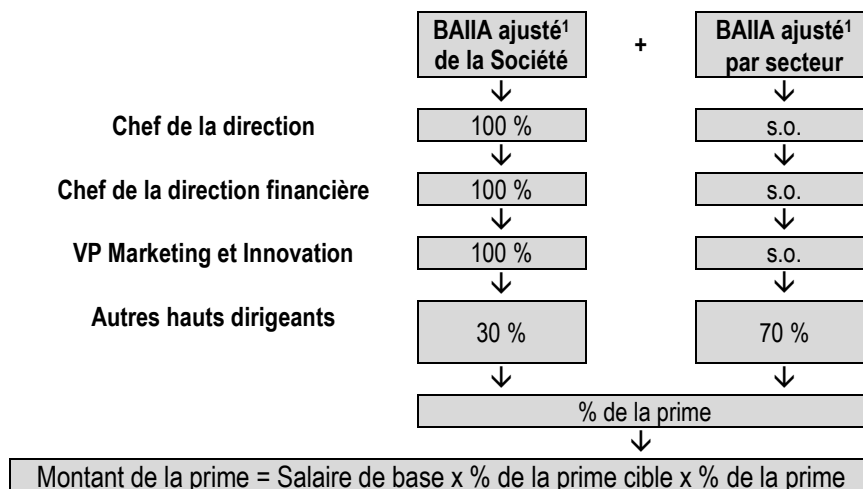 BAIIA ajusté¹ + BAIIA ajusté¹
de la Société par secteur
Chef de la direction 100 % s.o.
Chef de la direction financière 100 % s.o.
VP Marketing et Innovation 100 % s.o.
Autres hauts dirigeants 30 % 70 %
% de la prime
Montant de la prime = Salaire de base x % de la prime cible x % de la prime